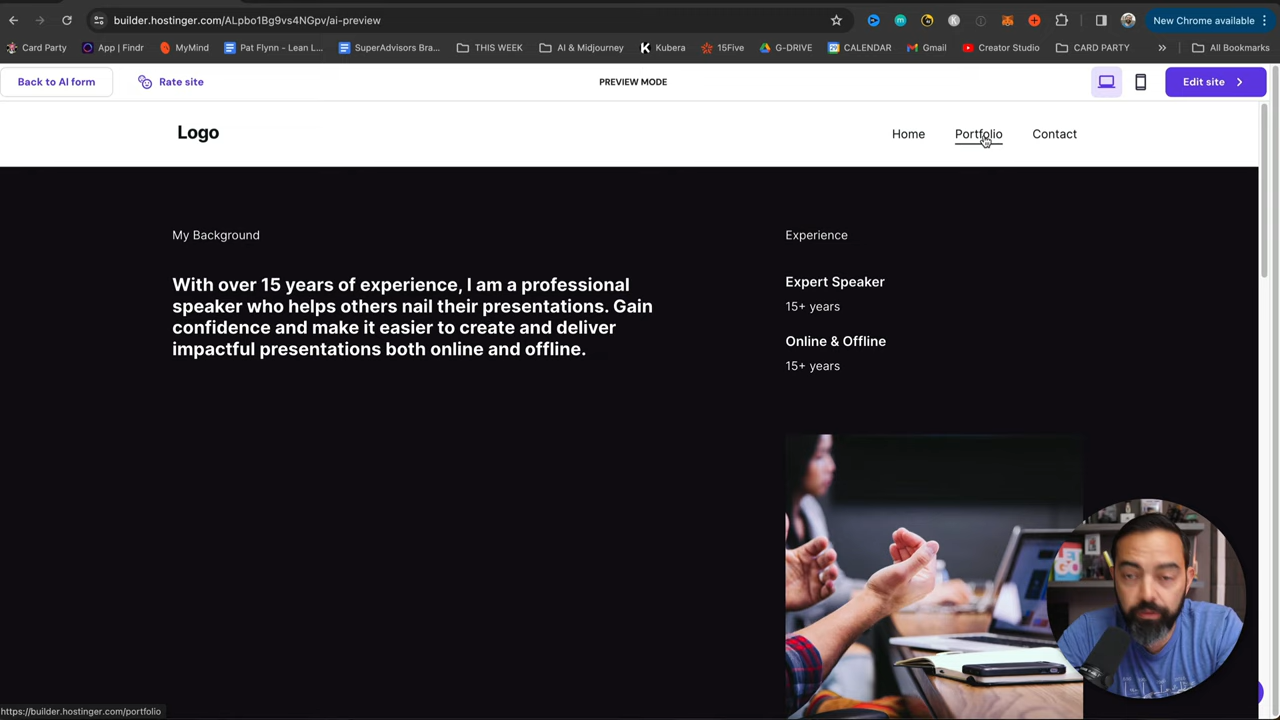 builder.hostinger.com/ALpbo1Bg9vs4NGpv/ai-preview
New Chrome available
Card Party
App | Findr
MyMind
Pat Flynn - Lean L...
SuperAdvisors Bra...
THIS WEEK
AI & Midjourney
Kubera
15Five
G-DRIVE
CALENDAR
Gmail
Creator Studio
CARD PARTY
All Bookmarks
Back to AI form
Rate site
PREVIEW MODE
Edit site
Logo
Home
Portfolio
Contact
My Background
With over 15 years of experience, I am a professional
speaker who helps others nail their presentations. Gain
confidence and make it easier to create and deliver
impactful presentations both online and offline.
Experience
Expert Speaker
15+ years
Online & Offline
15+ years
https://builder.hostinger.com/portfolio